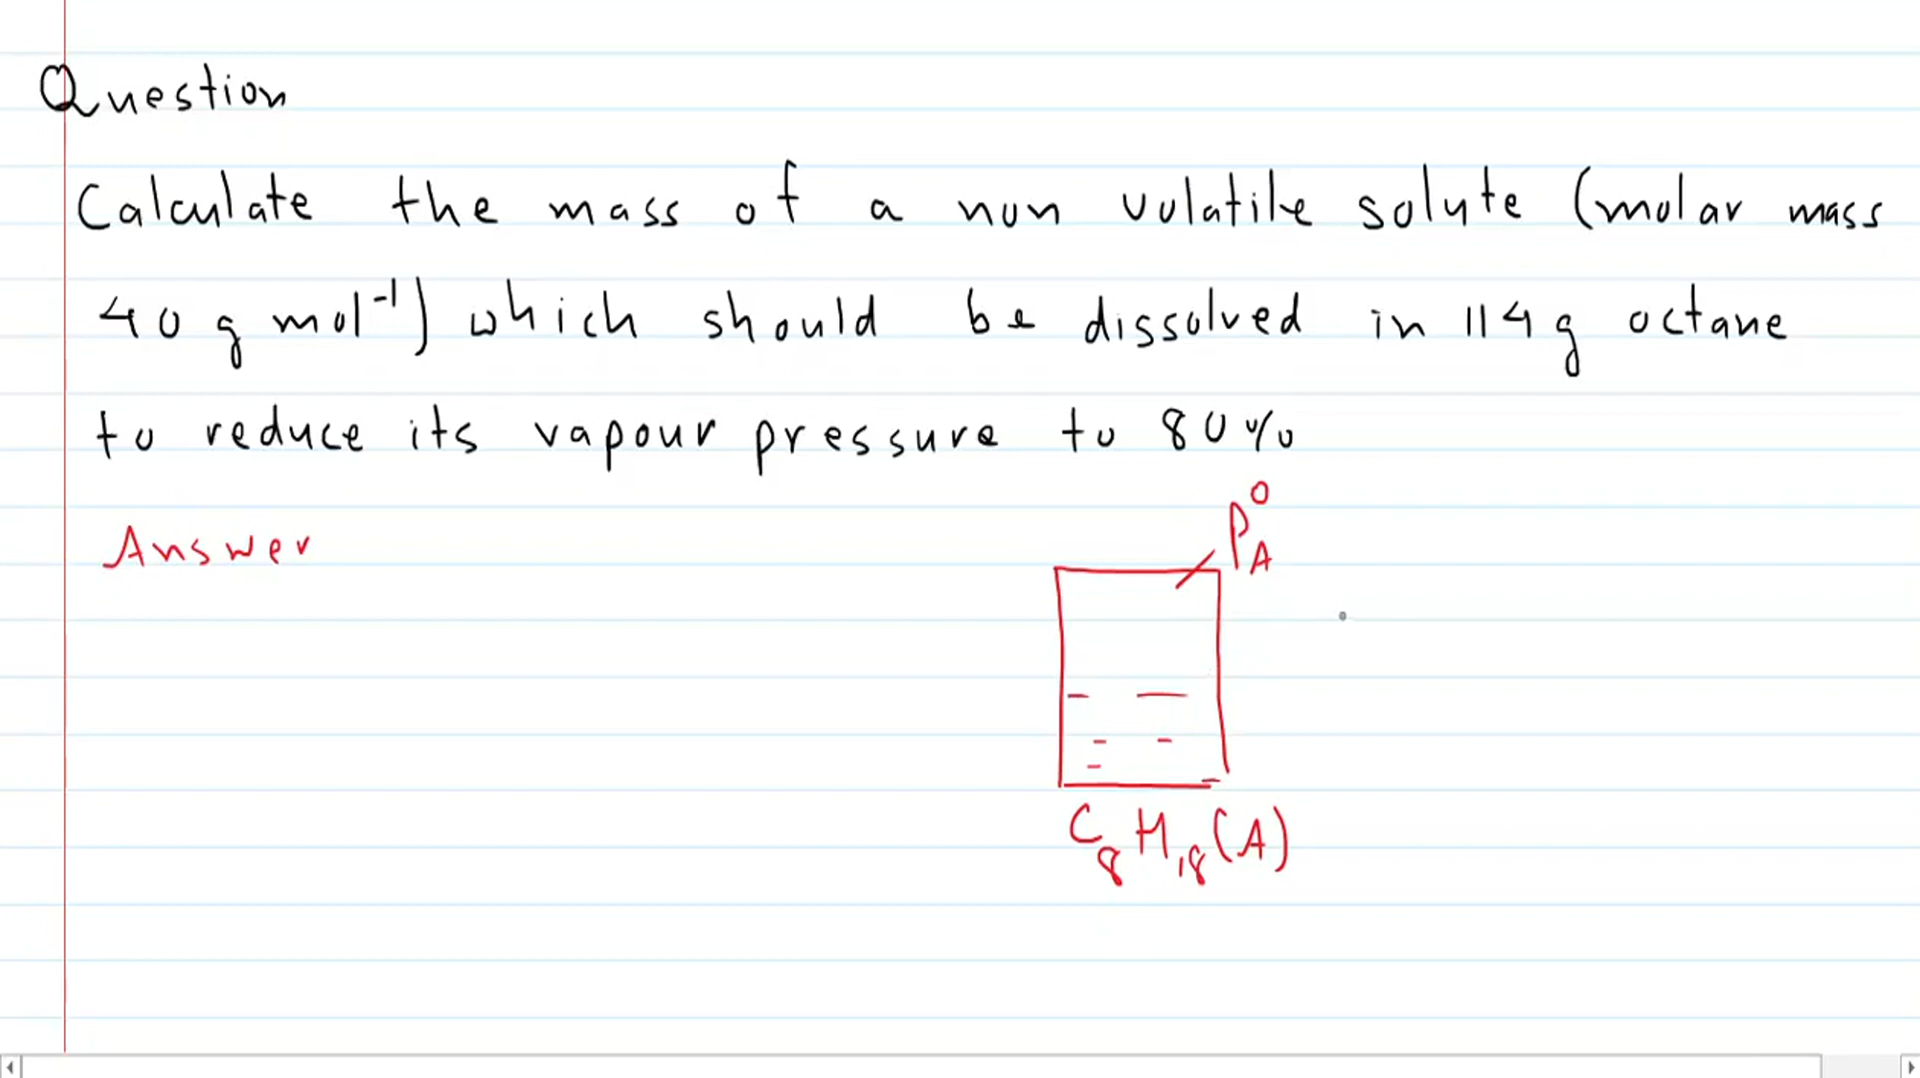 Question
Calculate the mass of a non volatile solute (molar mass
40 g mol⁻¹) which should be dissolved in 114 g octane
to reduce its vapour pressure to 80%
Answer
P⁰A
C₈H₁₈(A)